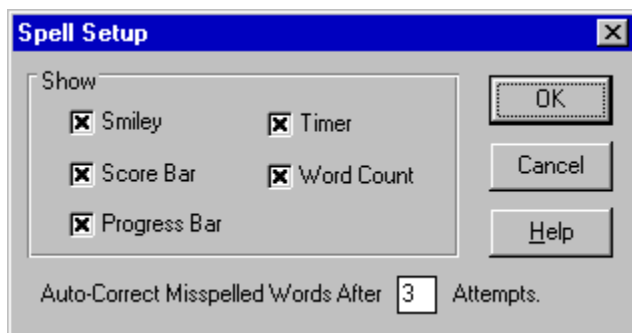 Spell Setup
Show
Smiley
Timer
Score Bar
Word Count
Progress Bar
OK
Cancel
Help
Auto-Correct Misspelled Words After 3 Attempts.